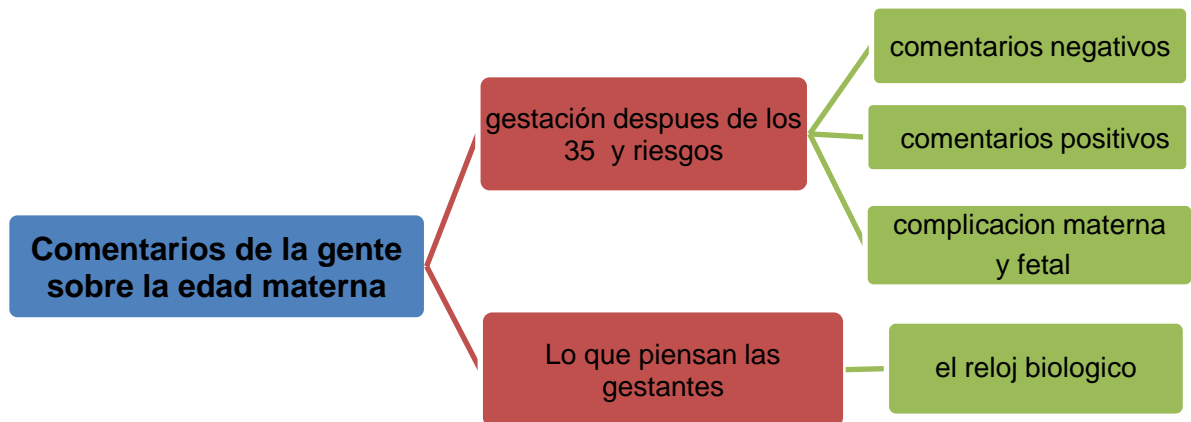 Comentarios de la gente
sobre la edad materna
gestación despues de los
35 y riesgos
comentarios negativos
comentarios positivos
complicacion materna
y fetal
Lo que piensan las
gestantes
el reloj biologico